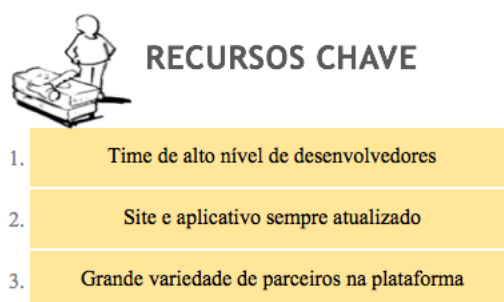 RECURSOS CHAVE
1. Time de alto nível de desenvolvedores
2. Site e aplicativo sempre atualizado
3. Grande variedade de parceiros na plataforma